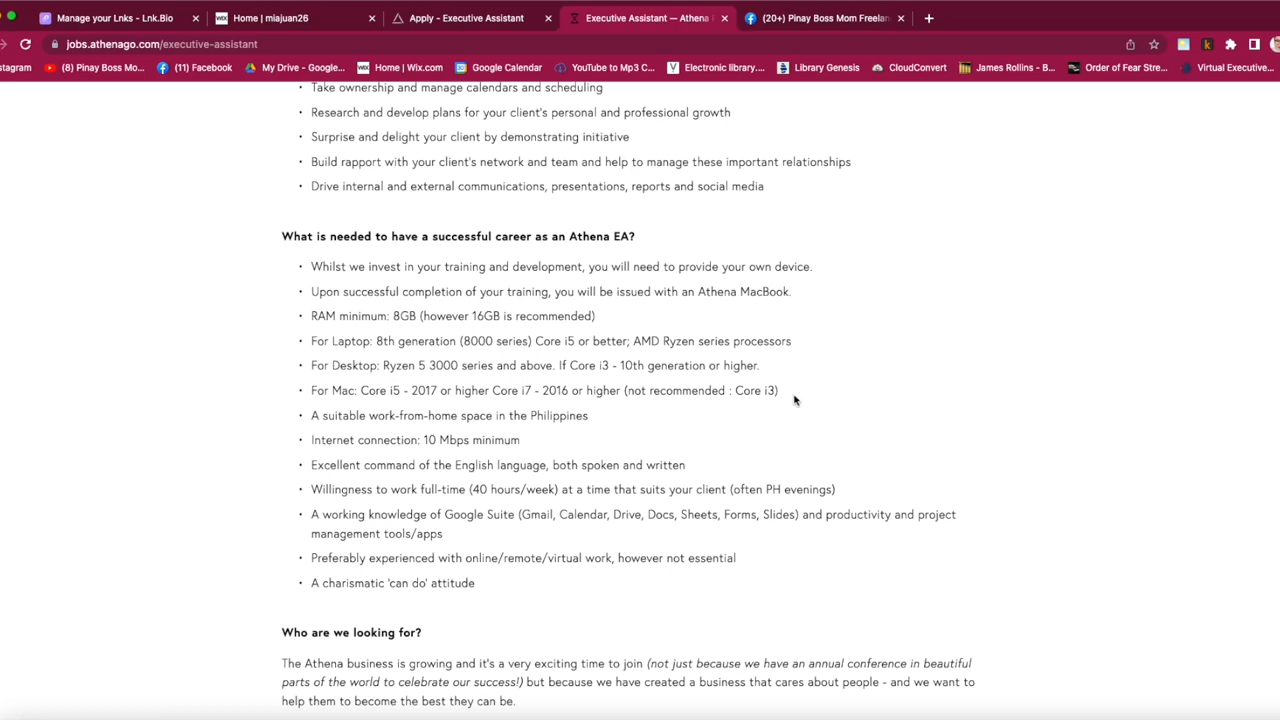 Manage your Lnks - Lnk.Bio
Home | miajuan26
Apply - Executive Assistant
Executive Assistant — Athena
(20+) Pinay Boss Mom Freelan
jobs.athenago.com/executive-assistant
stagram
(8) Pinay Boss Mo...
(11) Facebook
My Drive - Google...
Home | Wix.com
Google Calendar
YouTube to Mp3 C...
Electronic library....
Library Genesis
CloudConvert
James Rollins - B...
Order of Fear Stre...
Virtual Executive...
• Take ownership and manage calendars and scheduling
• Research and develop plans for your client's personal and professional growth
• Surprise and delight your client by demonstrating initiative
• Build rapport with your client's network and team and help to manage these important relationships
• Drive internal and external communications, presentations, reports and social media
What is needed to have a successful career as an Athena EA?
• Whilst we invest in your training and development, you will need to provide your own device.
• Upon successful completion of your training, you will be issued with an Athena MacBook.
• RAM minimum: 8GB (however 16GB is recommended)
• For Laptop: 8th generation (8000 series) Core i5 or better; AMD Ryzen series processors
• For Desktop: Ryzen 5 3000 series and above. If Core i3 - 10th generation or higher.
• For Mac: Core i5 - 2017 or higher Core i7 - 2016 or higher (not recommended : Core i3)
• A suitable work-from-home space in the Philippines
• Internet connection: 10 Mbps minimum
• Excellent command of the English language, both spoken and written
• Willingness to work full-time (40 hours/week) at a time that suits your client (often PH evenings)
• A working knowledge of Google Suite (Gmail, Calendar, Drive, Docs, Sheets, Forms, Slides) and productivity and project
management tools/apps
• Preferably experienced with online/remote/virtual work, however not essential
• A charismatic 'can do' attitude
Who are we looking for?
The Athena business is growing and it's a very exciting time to join (not just because we have an annual conference in beautiful
parts of the world to celebrate our success!) but because we have created a business that cares about people - and we want to
help them to become the best they can be.